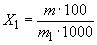 X₁ = m · 100 / m₁ · 1000